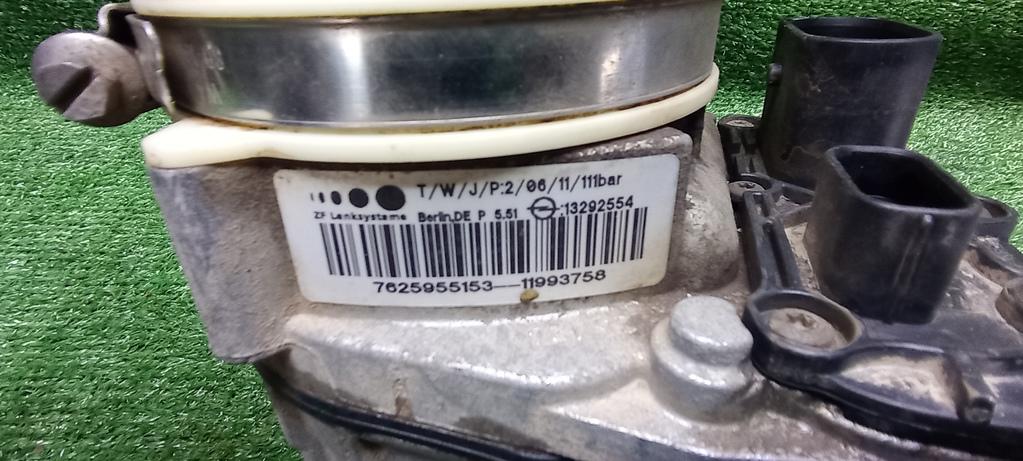 T/W/J/P:2/06/11/111bar
ZF Lenksysteme Berlin,DE P 5.51 :13292554
7625955153--11993758